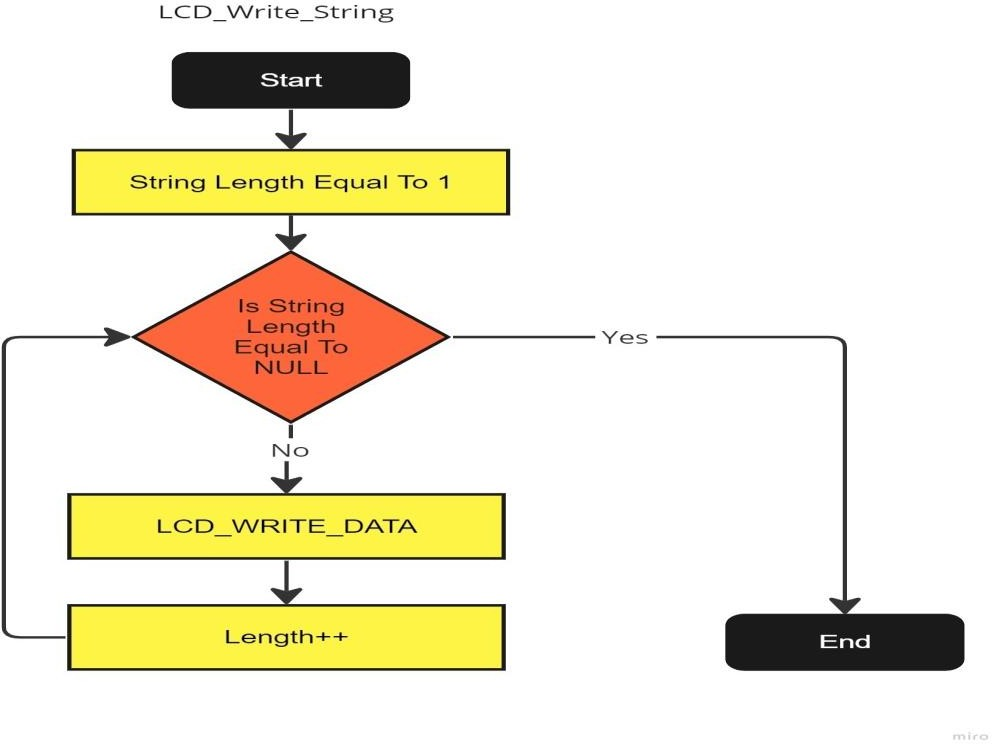 LCD_Write_String
Start
String Length Equal To 1
Is String
Length
Equal To
NULL
Yes
No
LCD_WRITE_DATA
Length++
End
miro